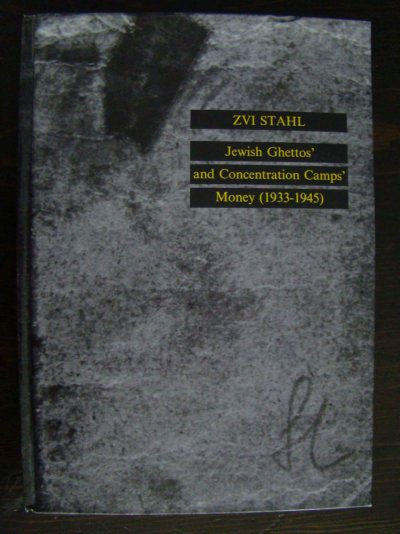 ZVI STAHL
Jewish Ghettos'
and Concentration Camps'
Money (1933-1945)